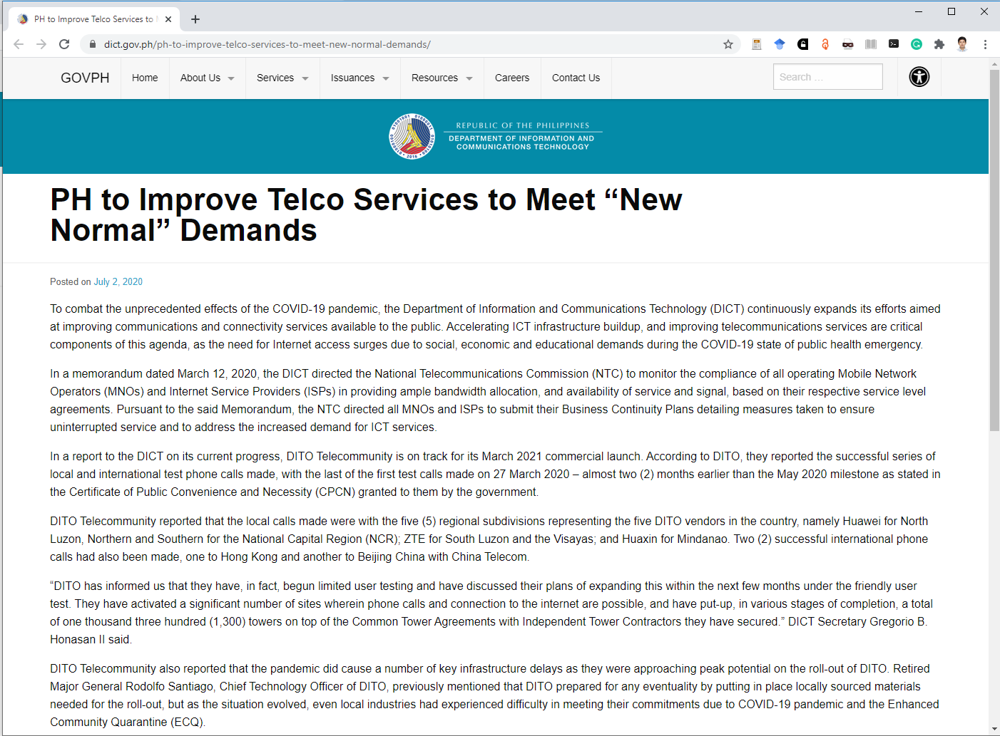 PH to Improve Telco Services to
dict.gov.ph/ph-to-improve-telco-services-to-meet-new-normal-demands/
GOVPH Home About Us Services Issuances Resources Careers Contact Us Search ...
REPUBLIC OF THE PHILIPPINES
DEPARTMENT OF INFORMATION AND
COMMUNICATIONS TECHNOLOGY
PH to Improve Telco Services to Meet “New
Normal” Demands
Posted on July 2, 2020
To combat the unprecedented effects of the COVID-19 pandemic, the Department of Information and Communications Technology (DICT) continuously expands its efforts aimed
at improving communications and connectivity services available to the public. Accelerating ICT infrastructure buildup, and improving telecommunications services are critical
components of this agenda, as the need for Internet access surges due to social, economic and educational demands during the COVID-19 state of public health emergency.
In a memorandum dated March 12, 2020, the DICT directed the National Telecommunications Commission (NTC) to monitor the compliance of all operating Mobile Network
Operators (MNOs) and Internet Service Providers (ISPs) in providing ample bandwidth allocation, and availability of service and signal, based on their respective service level
agreements. Pursuant to the said Memorandum, the NTC directed all MNOs and ISPs to submit their Business Continuity Plans detailing measures taken to ensure
uninterrupted service and to address the increased demand for ICT services.
In a report to the DICT on its current progress, DITO Telecommunity is on track for its March 2021 commercial launch. According to DITO, they reported the successful series of
local and international test phone calls made, with the last of the first test calls made on 27 March 2020 – almost two (2) months earlier than the May 2020 milestone as stated in
the Certificate of Public Convenience and Necessity (CPCN) granted to them by the government.
DITO Telecommunity reported that the local calls made were with the five (5) regional subdivisions representing the five DITO vendors in the country, namely Huawei for North
Luzon, Northern and Southern for the National Capital Region (NCR); ZTE for South Luzon and the Visayas; and Huaxin for Mindanao. Two (2) successful international phone
calls had also been made, one to Hong Kong and another to Beijing China with China Telecom.
“DITO has informed us that they have, in fact, begun limited user testing and have discussed their plans of expanding this within the next few months under the friendly user
test. They have activated a significant number of sites wherein phone calls and connection to the internet are possible, and have put-up, in various stages of completion, a total
of one thousand three hundred (1,300) towers on top of the Common Tower Agreements with Independent Tower Contractors they have secured.” DICT Secretary Gregorio B.
Honasan II said.
DITO Telecommunity also reported that the pandemic did cause a number of key infrastructure delays as they were approaching peak potential on the roll-out of DITO. Retired
Major General Rodolfo Santiago, Chief Technology Officer of DITO, previously mentioned that DITO prepared for any eventuality by putting in place locally sourced materials
needed for the roll-out, but as the situation evolved, even local industries had experienced difficulty in meeting their commitments due to COVID-19 pandemic and the Enhanced
Community Quarantine (ECQ).